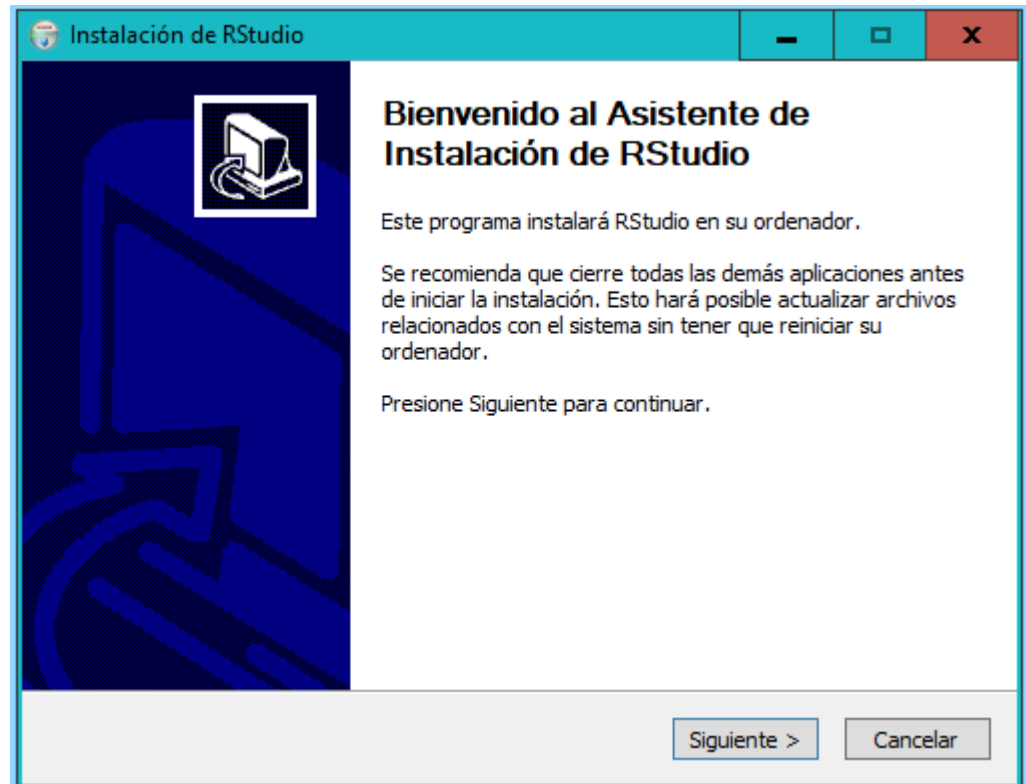 Instalación de RStudio
Bienvenido al Asistente de
Instalación de RStudio
Este programa instalará RStudio en su ordenador.
Se recomienda que cierre todas las demás aplicaciones antes
de iniciar la instalación. Esto hará posible actualizar archivos
relacionados con el sistema sin tener que reiniciar su
ordenador.
Presione Siguiente para continuar.
Siguiente >
Cancelar